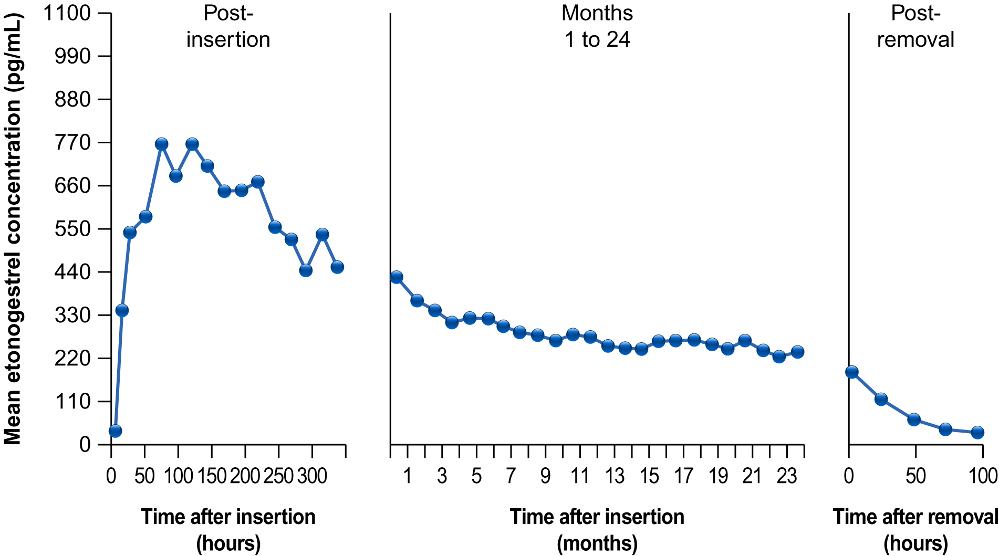 Mean etonogestrel concentration (pg/mL)
1100
990
880
770
660
550
440
330
220
110
0
Post-
insertion
0 50 100 150 200 250 300
Time after insertion
(hours)
Months
1 to 24
1 3 5 7 9 11 13 15 17 19 21 23
Time after insertion
(months)
Post-
removal
0 50 100
Time after removal
(hours)